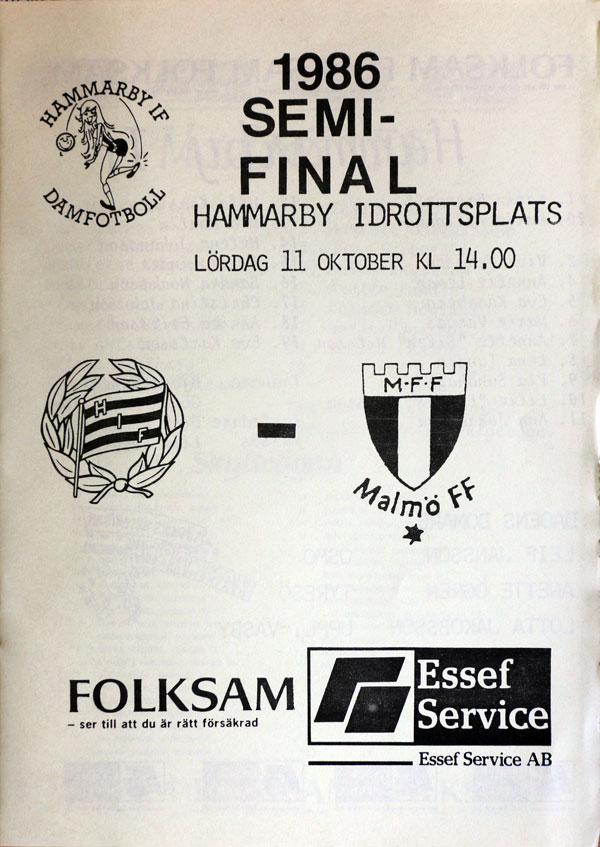 HAMMARBY IF
DAMFOTBOLL
1986
SEMI-
FINAL
HAMMARBY IDROTTSPLATS
LÖRDAG 11 OKTOBER KL 14.00
H I F
-
M·F·F
Malmö FF
FOLKSAM
– ser till att du är rätt försäkrad
Essef
Service
Essef Service AB